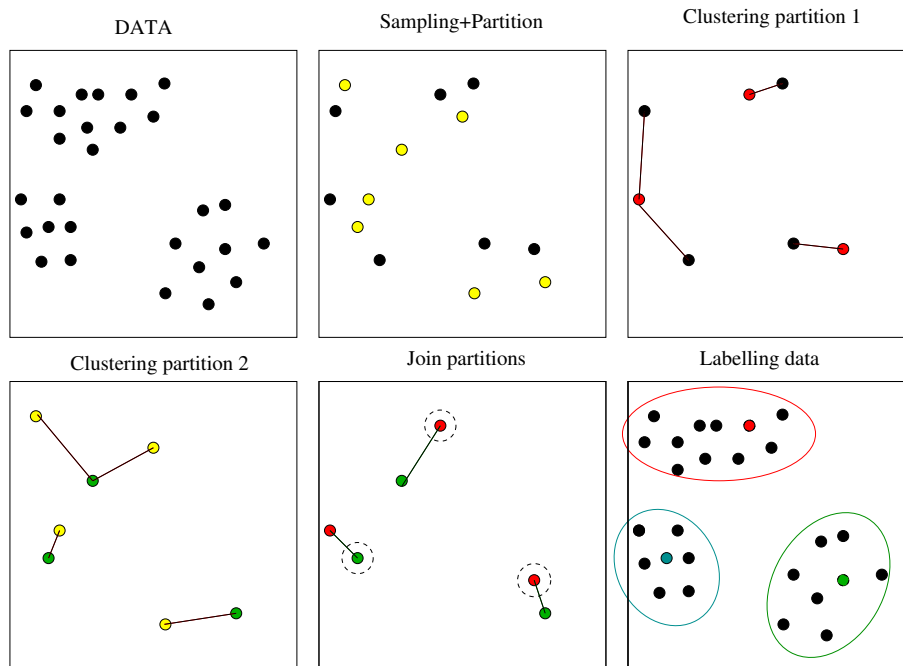 DATA
Sampling+Partition
Clustering partition 1
Clustering partition 2
Join partitions
Labelling data